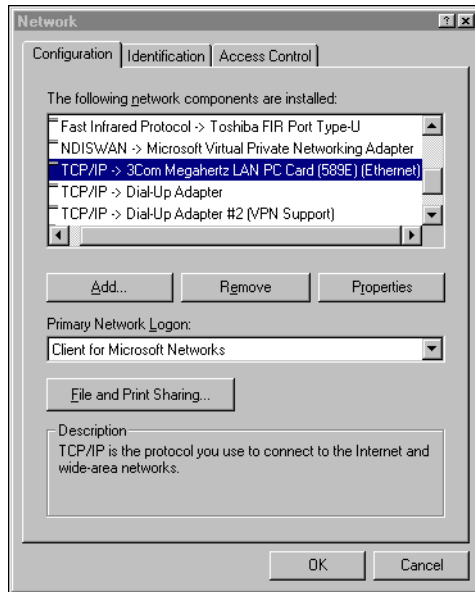 Network
Configuration Identification Access Control
The following network components are installed:
Fast Infrared Protocol -> Toshiba FIR Port Type-U
NDISWAN -> Microsoft Virtual Private Networking Adapter
TCP/IP -> 3Com Megahertz LAN PC Card (589E) (Ethernet)
TCP/IP -> Dial-Up Adapter
TCP/IP -> Dial-Up Adapter #2 (VPN Support)
Add... Remove Properties
Primary Network Logon:
Client for Microsoft Networks
File and Print Sharing...
Description
TCP/IP is the protocol you use to connect to the Internet and
wide-area networks.
OK Cancel